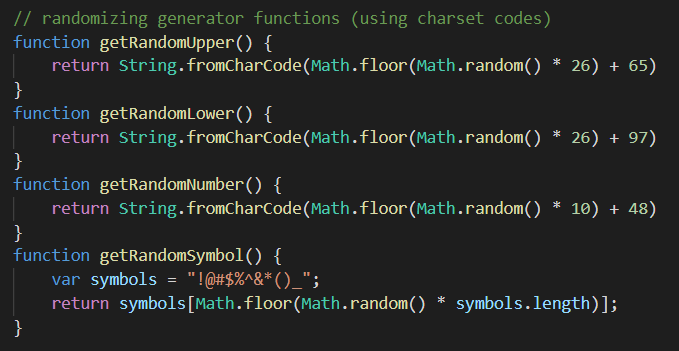 // randomizing generator functions (using charset codes)
function getRandomUpper() {
    return String.fromCharCode(Math.floor(Math.random() * 26) + 65)
}
function getRandomLower() {
    return String.fromCharCode(Math.floor(Math.random() * 26) + 97)
}
function getRandomNumber() {
    return String.fromCharCode(Math.floor(Math.random() * 10) + 48)
}
function getRandomSymbol() {
    var symbols = "!@#$%^&*()_";
    return symbols[Math.floor(Math.random() * symbols.length)];
}